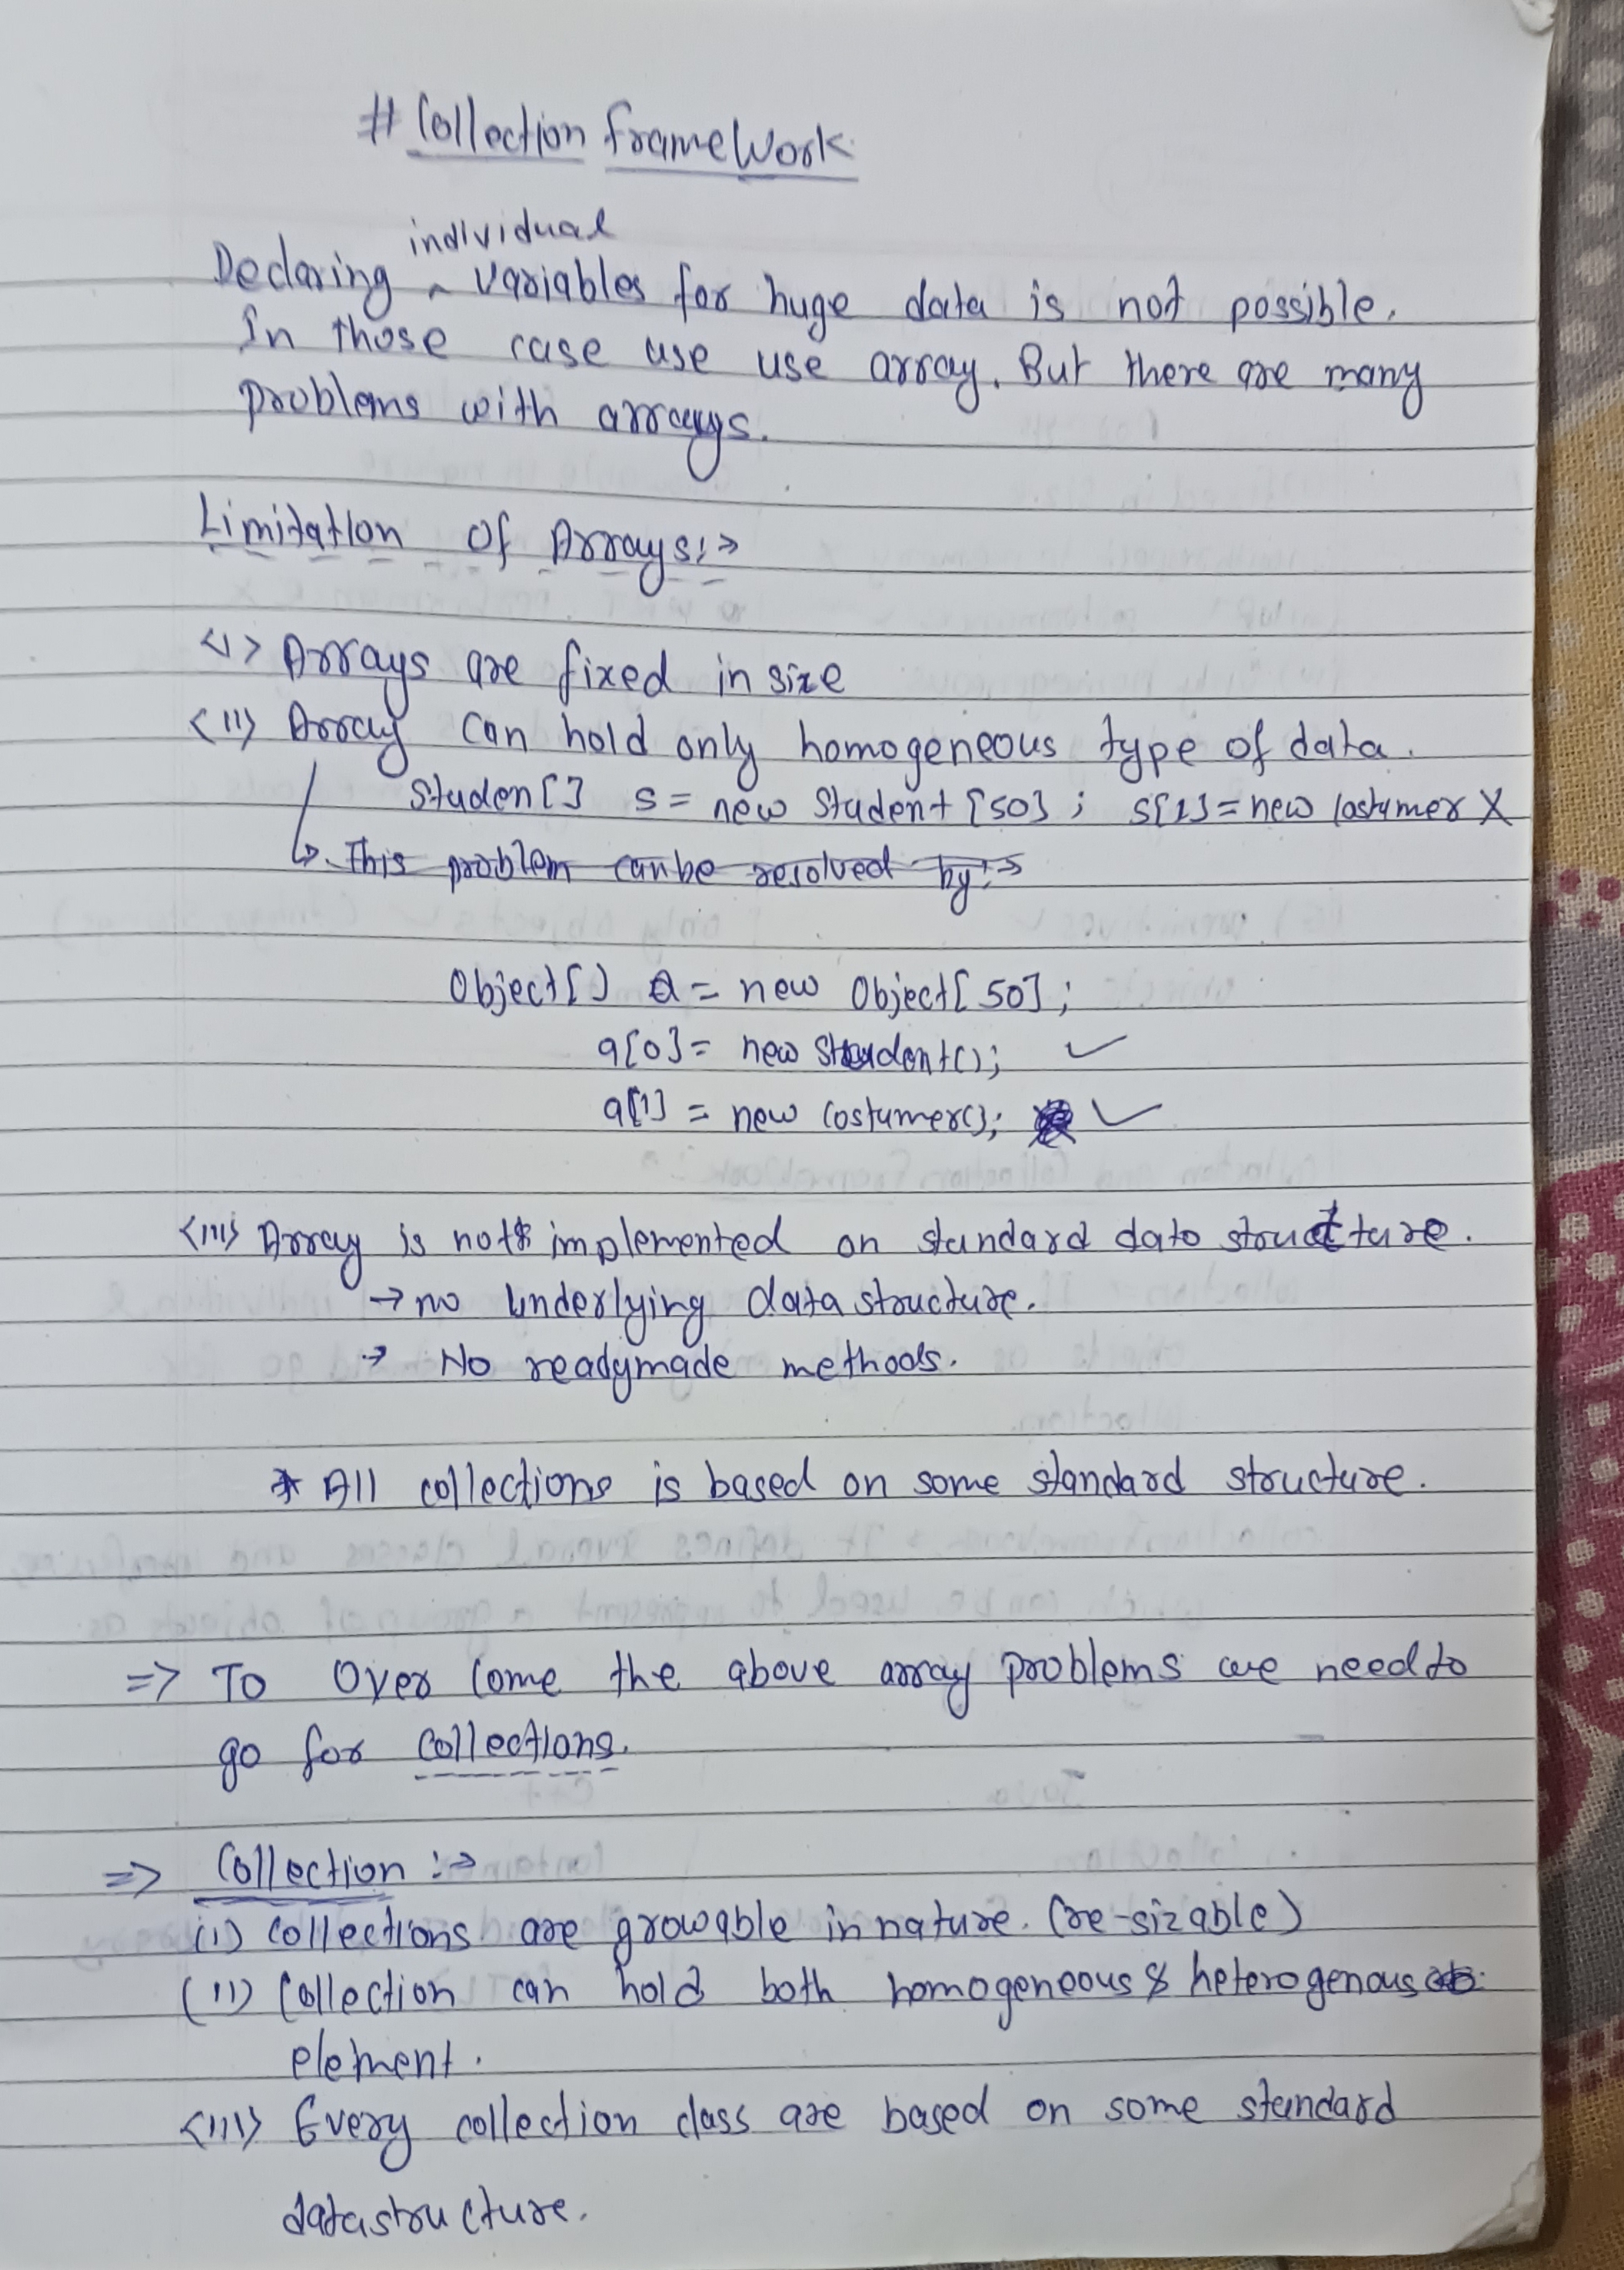 # Collection frameWork
individual
Declaring ^ variables for huge data is not possible.
In those case use use array. But there are many
problems with arrays.
Limitation Of Arrays:->
<i> Arrays are fixed in size
<ii> Array can hold only homogeneous type of data.
Studen[] s = new Student [50]; s[1] = new Costumer X
↳ This problem can be resolved by:->
Object[] a = new Object[50];
a[0] = new Student(); ✓
a[1] = new Costumer(); ✓
<iii> Array is not implemented on standard data structure.
→ no underlying data structure.
→ No readymade methods.
* All collections is based on some standard structure.
=> To Over Come the above array problems we need to
go for Collections.
=> Collection :->
(i) Collections are growable in nature. (re-sizable)
(ii) Collection can hold both homogeneous & heterogenous
element.
<iii> Every collection class are based on some standard
datastructure.